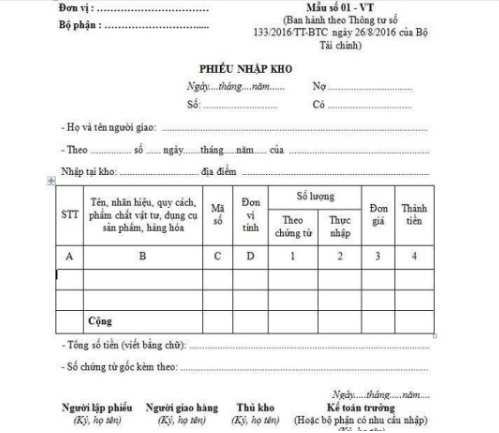 Đơn vị : ................................
Bộ phận : ...............................
Mẫu số 01 - VT
(Ban hành theo Thông tư số
133/2016/TT-BTC ngày 26/8/2016 của Bộ
Tài chính)
PHIẾU NHẬP KHO
Ngày....tháng....năm...... Nợ ..........................
Số: .......................... Có ..........................
- Họ và tên người giao: ..........................................................
- Theo .............. số ...... ngày......tháng.....năm..... của ........................................
Nhập tại kho: .......................... địa điểm ..................................................
STT Tên, nhãn hiệu, quy cách, phẩm chất vật tư, dụng cụ sản phẩm, hàng hóa Mã số Đơn vị tính Số lượng Đơn giá Thành tiền
Theo chứng từ Thực nhập
A B C D 1 2 3 4
Cộng
- Tổng số tiền (viết bằng chữ): ..........................................................
- Số chứng từ gốc kèm theo: ..........................................................
Ngày.....tháng.....năm....
Người lập phiếu Người giao hàng Thủ kho Kế toán trưởng
(Ký, họ tên) (Ký, họ tên) (Ký, họ tên) (Hoặc bộ phận có nhu cầu nhập)
(Ký, họ tên)